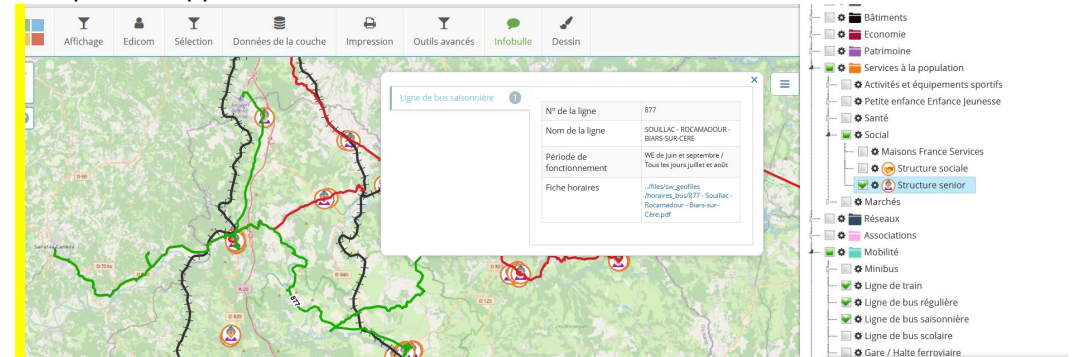 Affichage
Edicom
Sélection
Données de la couche
Impression
Outils avancés
Infobulle
Dessin
Ligne de bus saisonnière 1
N° de la ligne 877
Nom de la ligne SOUILLAC - ROCAMADOUR -
BIARS-SUR-CERE
Période de
fonctionnement
WE de juin et septembre /
Tous les jours juillet et août
Fiche horaires ../files/sw_geofiles
/horaires_bus/877 - Souillac -
Rocamadour - Biars-sur-
Cère.pdf
D 704a
A 20
D 820
D 840
D 125
877
Bâtiments
Economie
Patrimoine
Services à la population
Activités et équipements sportifs
Petite enfance Enfance Jeunesse
Santé
Social
Maisons France Services
Structure sociale
Structure senior
Marchés
Réseaux
Associations
Mobilité
Minibus
Ligne de train
Ligne de bus régulière
Ligne de bus saisonnière
Ligne de bus scolaire
Gare / Halte ferroviaire